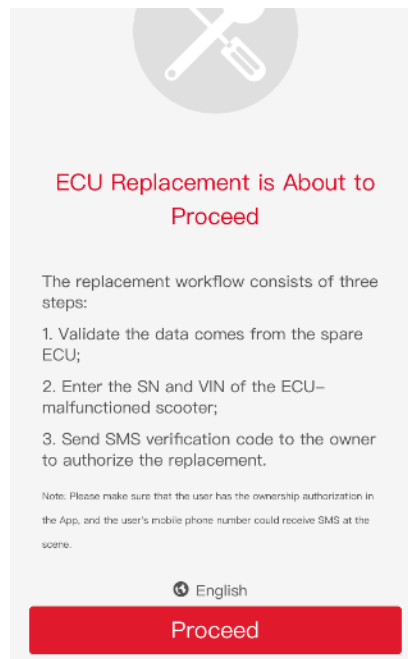 ECU Replacement is About to
Proceed
The replacement workflow consists of three
steps:
1. Validate the data comes from the spare
ECU;
2. Enter the SN and VIN of the ECU-
malfunctioned scooter;
3. Send SMS verification code to the owner
to authorize the replacement.
Note: Please make sure that the user has the ownership authorization in
the App, and the user's mobile phone number could receive SMS at the
scene.
English
Proceed